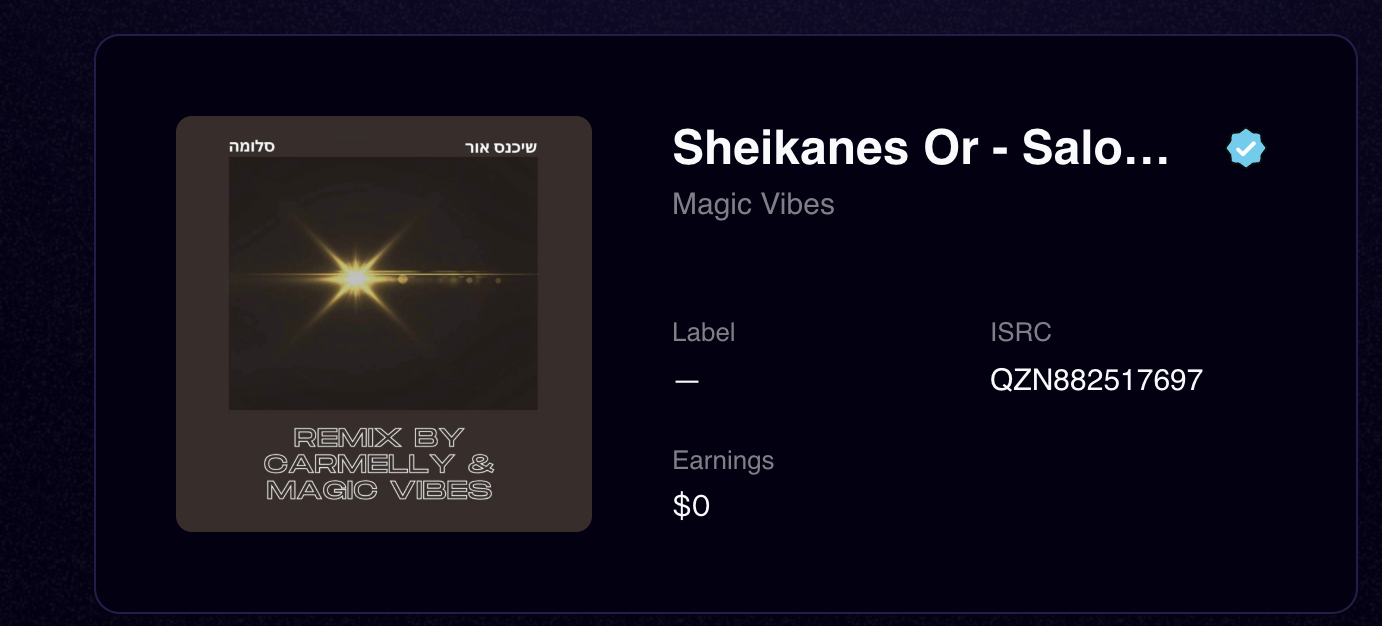 סלומה
שיכנס אור
REMIX BY
CARMELLY &
MAGIC VIBES
Sheikanes Or - Salo...
Magic Vibes
Label
—
ISRC
QZN882517697
Earnings
$0